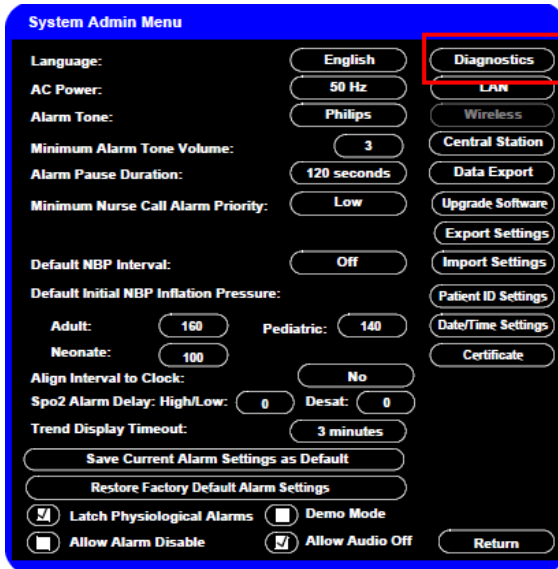 System Admin Menu
Language: English Diagnostics
AC Power: 50 Hz LAN
Alarm Tone: Philips Wireless
Minimum Alarm Tone Volume: 3 Central Station
Alarm Pause Duration: 120 seconds Data Export
Minimum Nurse Call Alarm Priority: Low Upgrade Software
Export Settings
Default NBP Interval: Off Import Settings
Default Initial NBP Inflation Pressure: Patient ID Settings
Adult: 160 Pediatric: 140 Date/Time Settings
Neonate: 100 Certificate
Align Interval to Clock: No
Spo2 Alarm Delay: High/Low: 0 Desat: 0
Trend Display Timeout: 3 minutes
Save Current Alarm Settings as Default
Restore Factory Default Alarm Settings
Latch Physiological Alarms Demo Mode
Allow Alarm Disable Allow Audio Off Return